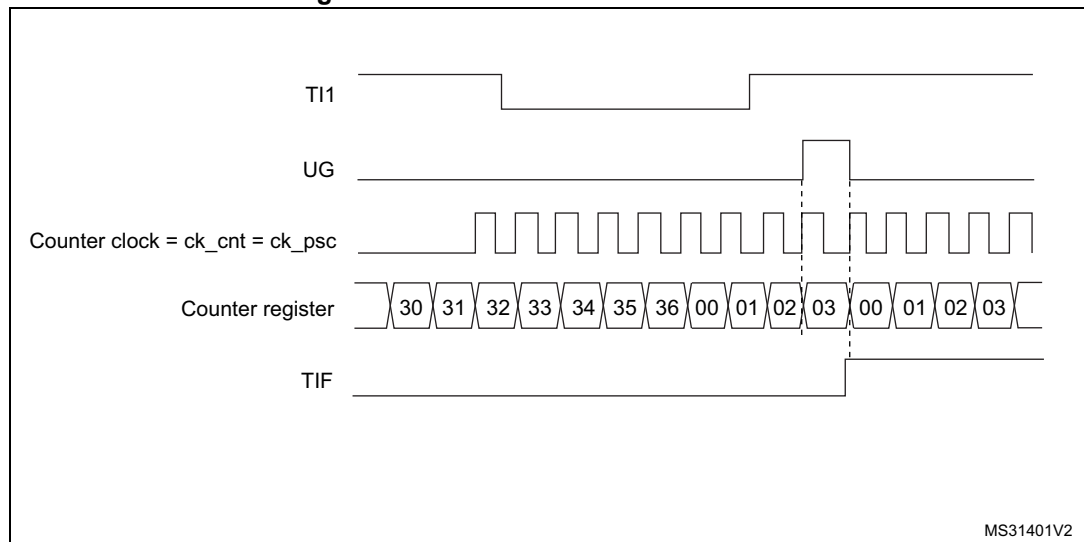 TI1
UG
Counter clock = ck_cnt = ck_psc
Counter register 30 31 32 33 34 35 36 00 01 02 03 00 01 02 03
TIF
MS31401V2